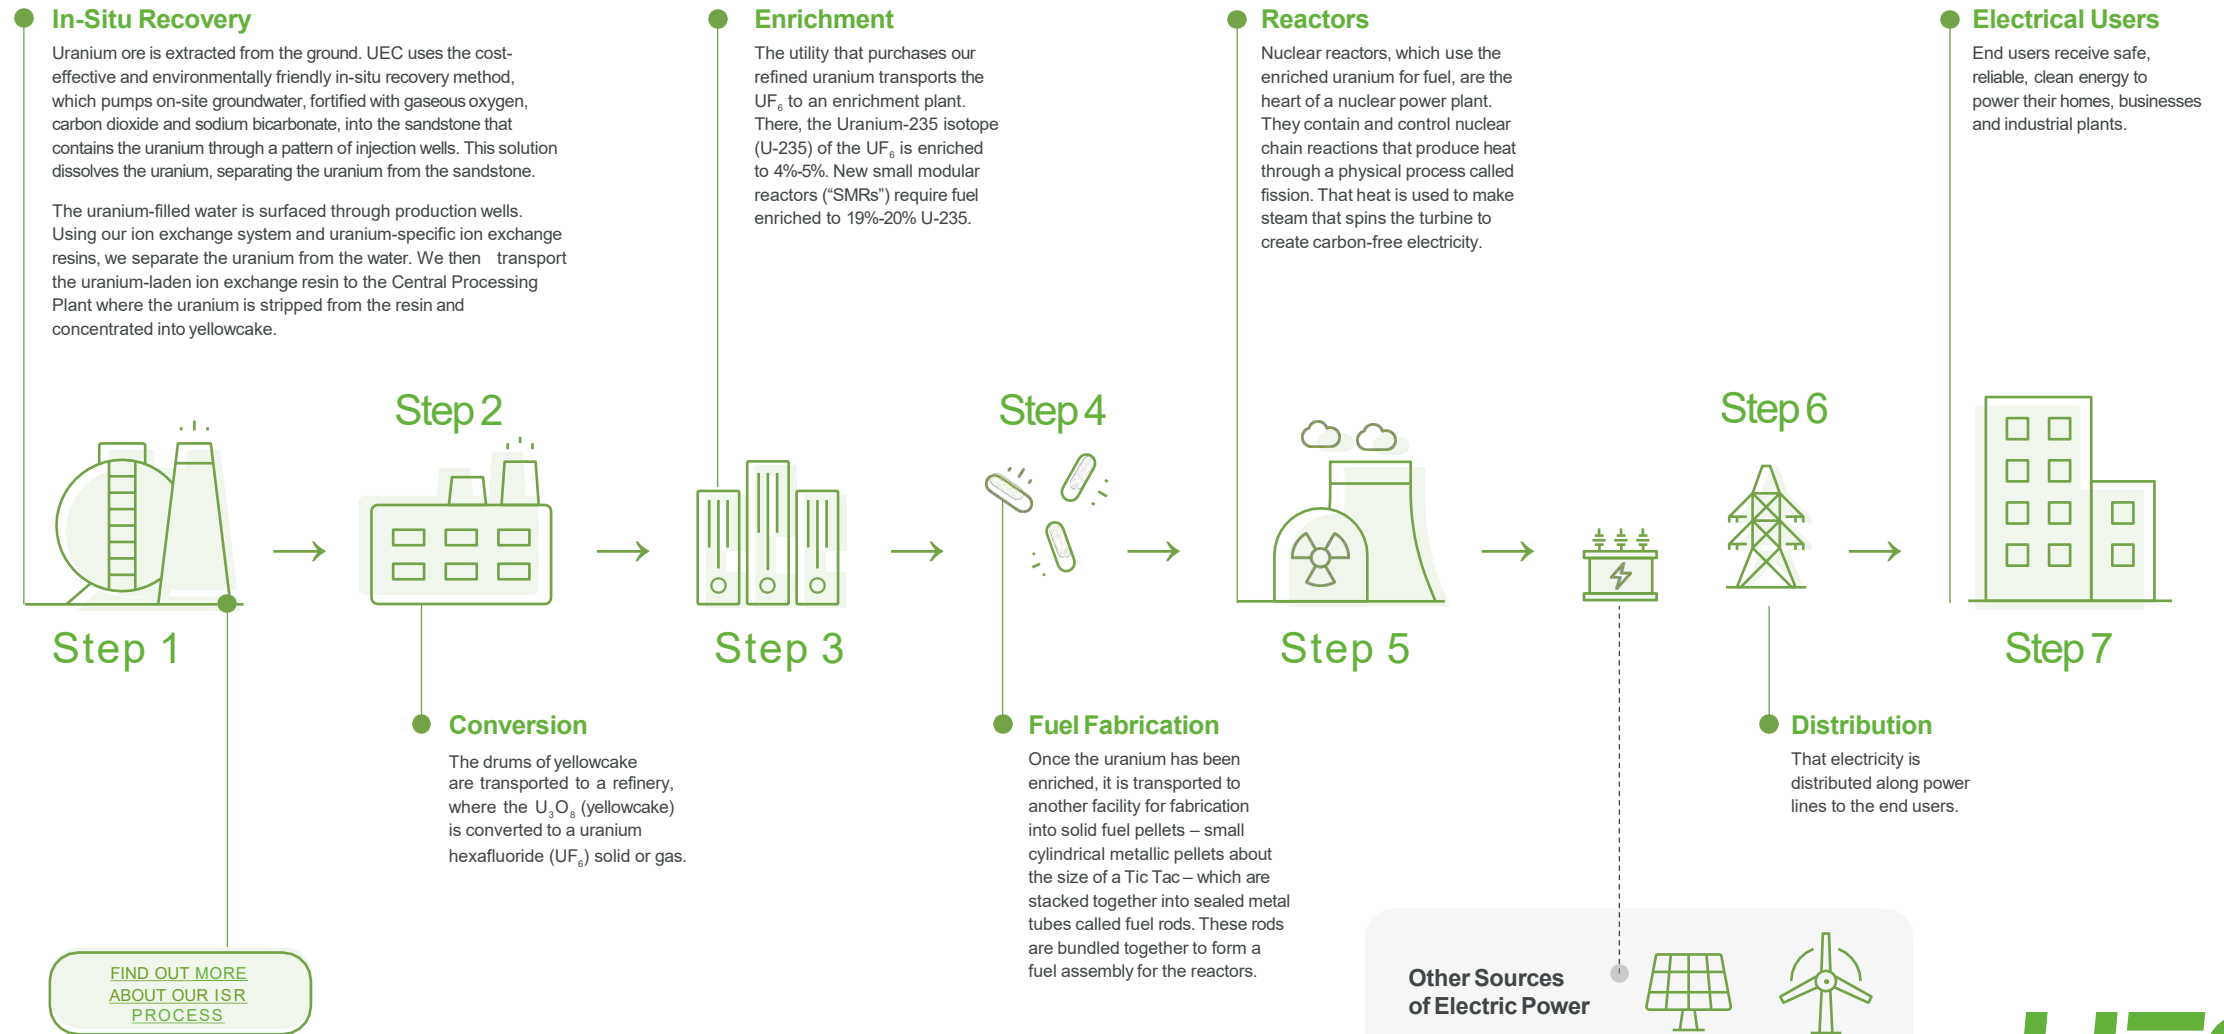 In-Situ Recovery
Uranium ore is extracted from the ground. UEC uses the cost-
effective and environmentally friendly in-situ recovery method,
which pumps on-site groundwater, fortified with gaseous oxygen,
carbon dioxide and sodium bicarbonate, into the sandstone that
contains the uranium through a pattern of injection wells. This solution
dissolves the uranium, separating the uranium from the sandstone.
The uranium-filled water is surfaced through production wells.
Using our ion exchange system and uranium-specific ion exchange
resins, we separate the uranium from the water. We then transport
the uranium-laden ion exchange resin to the Central Processing
Plant where the uranium is stripped from the resin and
concentrated into yellowcake.
Enrichment
The utility that purchases our
refined uranium transports the
UF₆ to an enrichment plant.
There, the Uranium-235 isotope
(U-235) of the UF₆ is enriched
to 4%-5%. New small modular
reactors (“SMRs”) require fuel
enriched to 19%-20% U-235.
Reactors
Nuclear reactors, which use the
enriched uranium for fuel, are the
heart of a nuclear power plant.
They contain and control nuclear
chain reactions that produce heat
through a physical process called
fission. That heat is used to make
steam that spins the turbine to
create carbon-free electricity.
Electrical Users
End users receive safe,
reliable, clean energy to
power their homes, businesses
and industrial plants.
Step 1
Step 2
Step 3
Step 4
Step 5
Step 6
Step 7
Conversion
The drums of yellowcake
are transported to a refinery,
where the U₃O₈ (yellowcake)
is converted to a uranium
hexafluoride (UF₆) solid or gas.
Fuel Fabrication
Once the uranium has been
enriched, it is transported to
another facility for fabrication
into solid fuel pellets – small
cylindrical metallic pellets about
the size of a Tic Tac – which are
stacked together into sealed metal
tubes called fuel rods. These rods
are bundled together to form a
fuel assembly for the reactors.
Distribution
That electricity is
distributed along power
lines to the end users.
FIND OUT MORE
ABOUT OUR ISR
PROCESS
Other Sources
of Electric Power